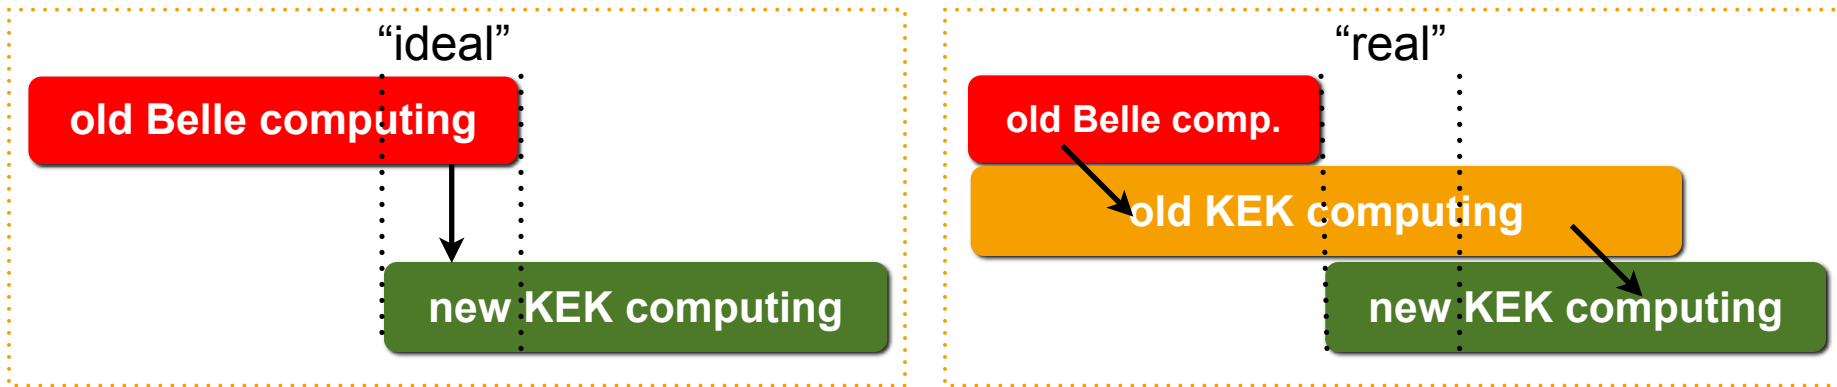 “ideal”
old Belle computing
new KEK computing
“real”
old Belle comp.
old KEK computing
new KEK computing